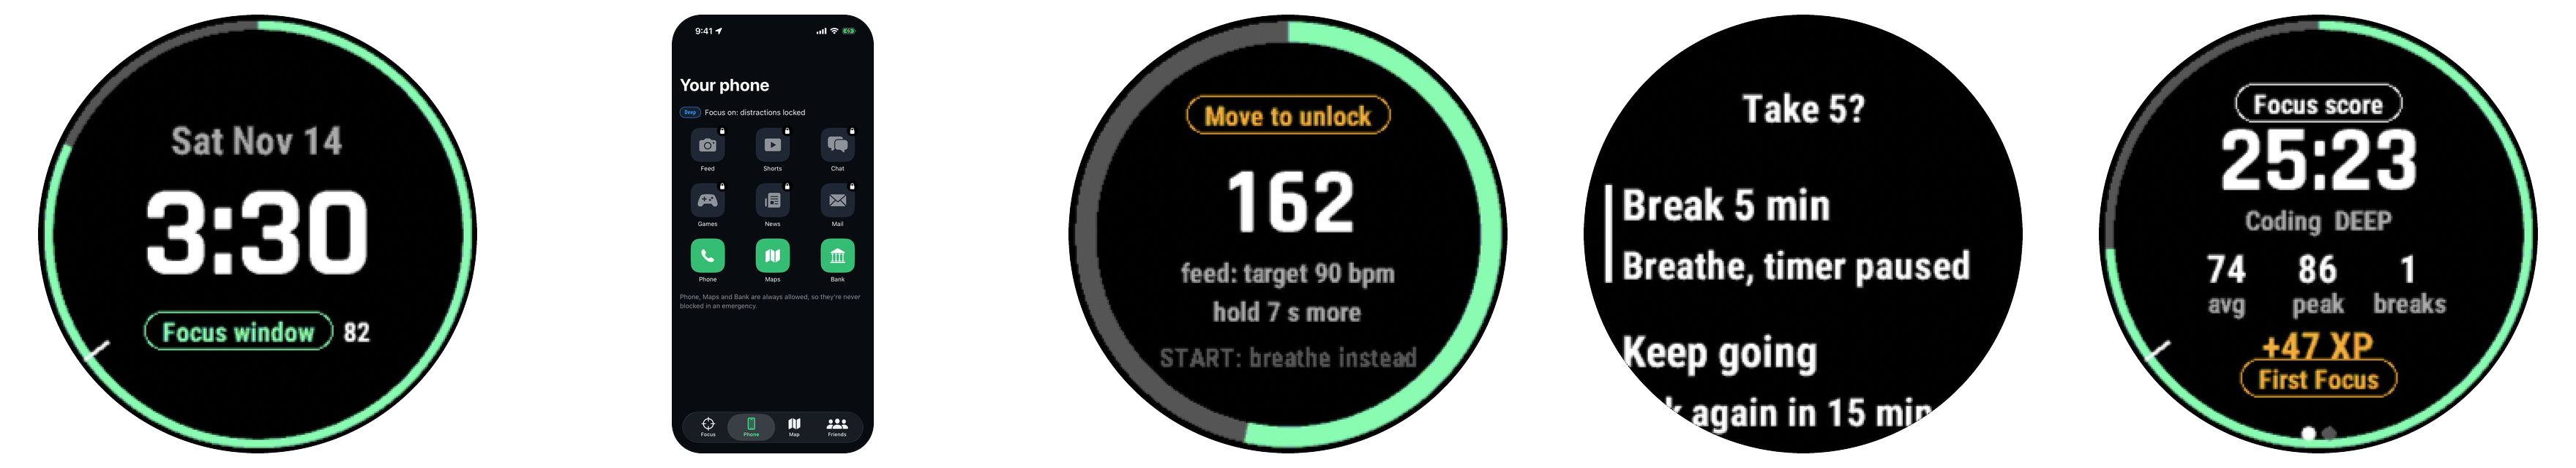 Sat Nov 14
3:30
Focus window 82
9:41
Your phone
Deep Focus on: distractions locked
Feed Shorts Chat
Games News Mail
Phone Maps Bank
Phone, Maps and Bank are always allowed, so they're never
blocked in an emergency.
Focus Phone Map Friends
Move to unlock
162
feed: target 90 bpm
hold 7 s more
START: breathe instead
Take 5?
Break 5 min
Breathe, timer paused
Keep going
again in 15 min
Focus score
25:23
Coding DEEP
74 86 1
avg peak breaks
+47 XP
First Focus